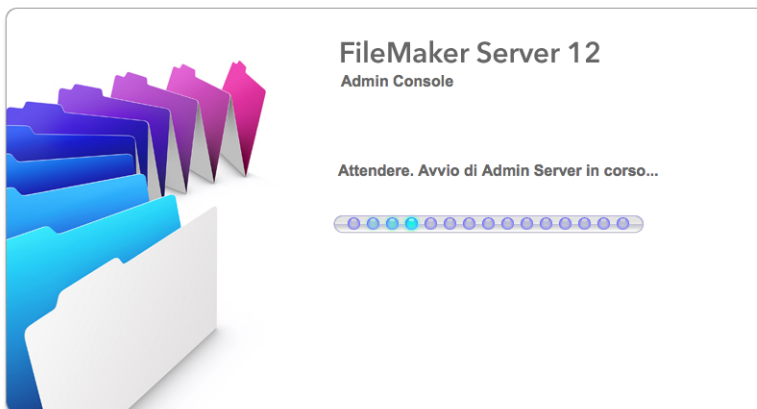 FileMaker Server 12
Admin Console
Attendere. Avvio di Admin Server in corso...